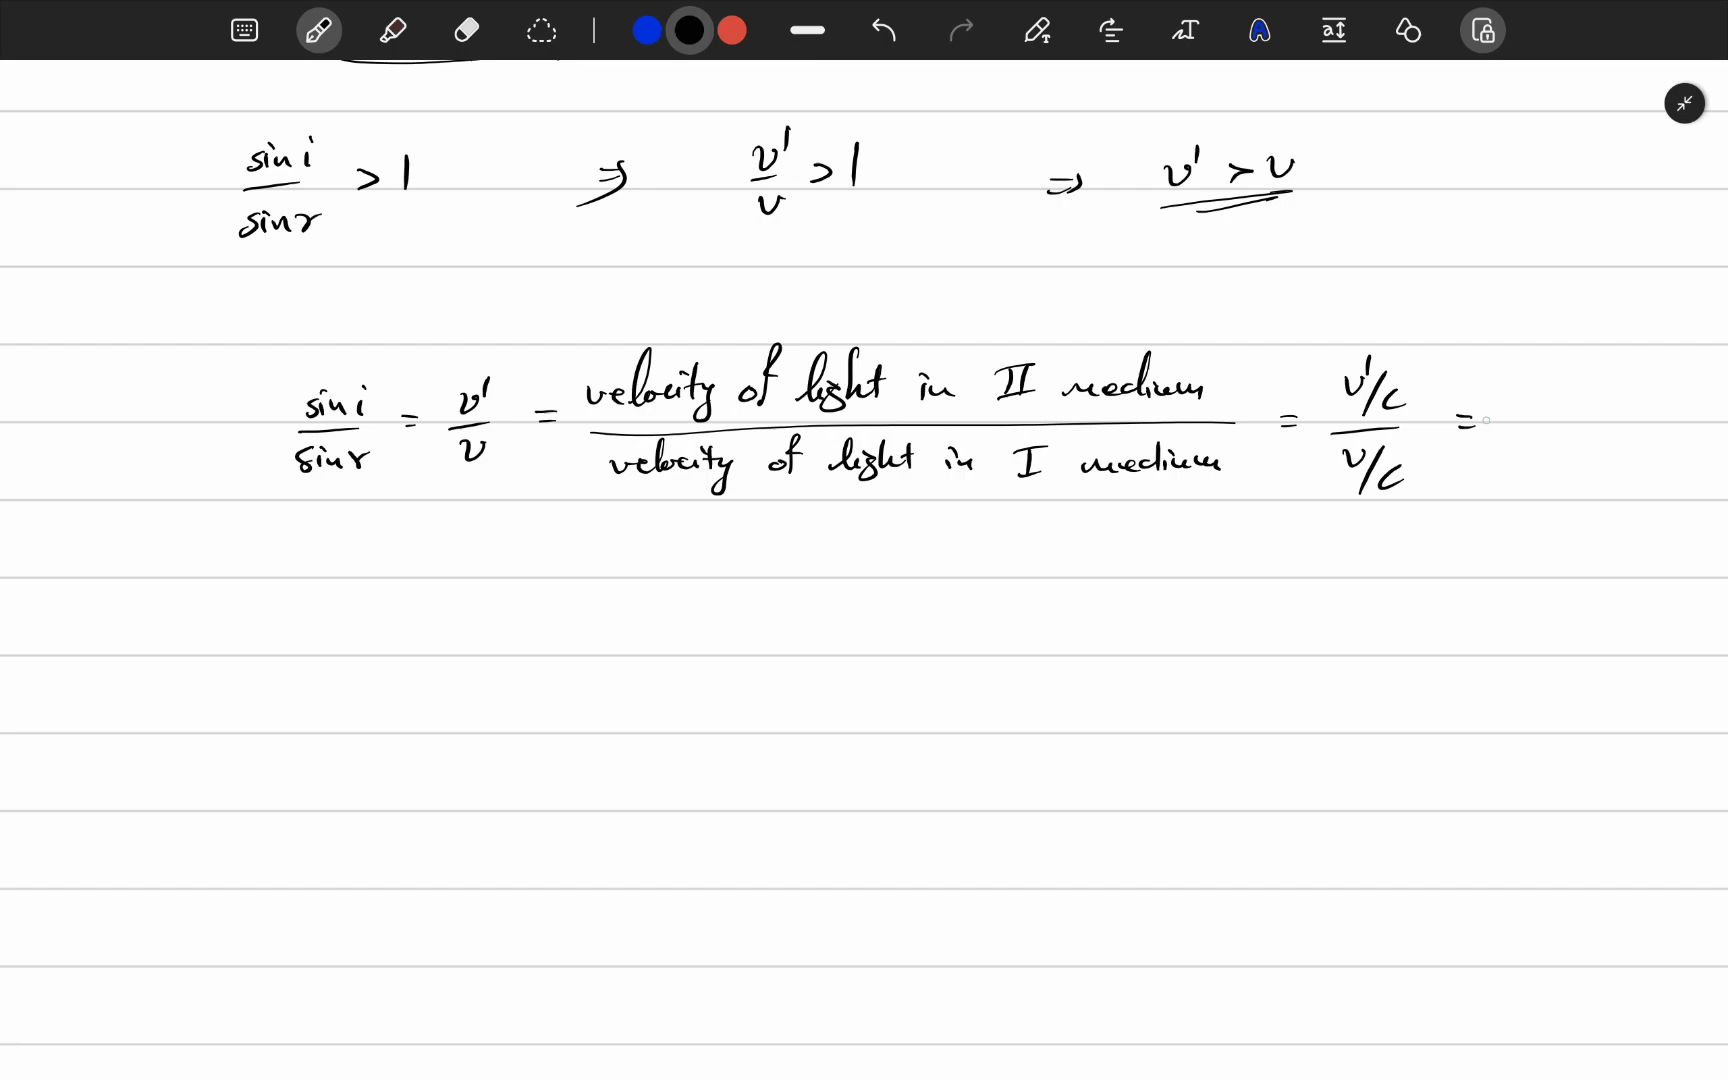 sin i / sin r > 1 ⇒ v' / v > 1 ⇒ v' > v
sin i / sin r = v' / v = velocity of light in II medium / velocity of light in I medium = v'/c / v/c =